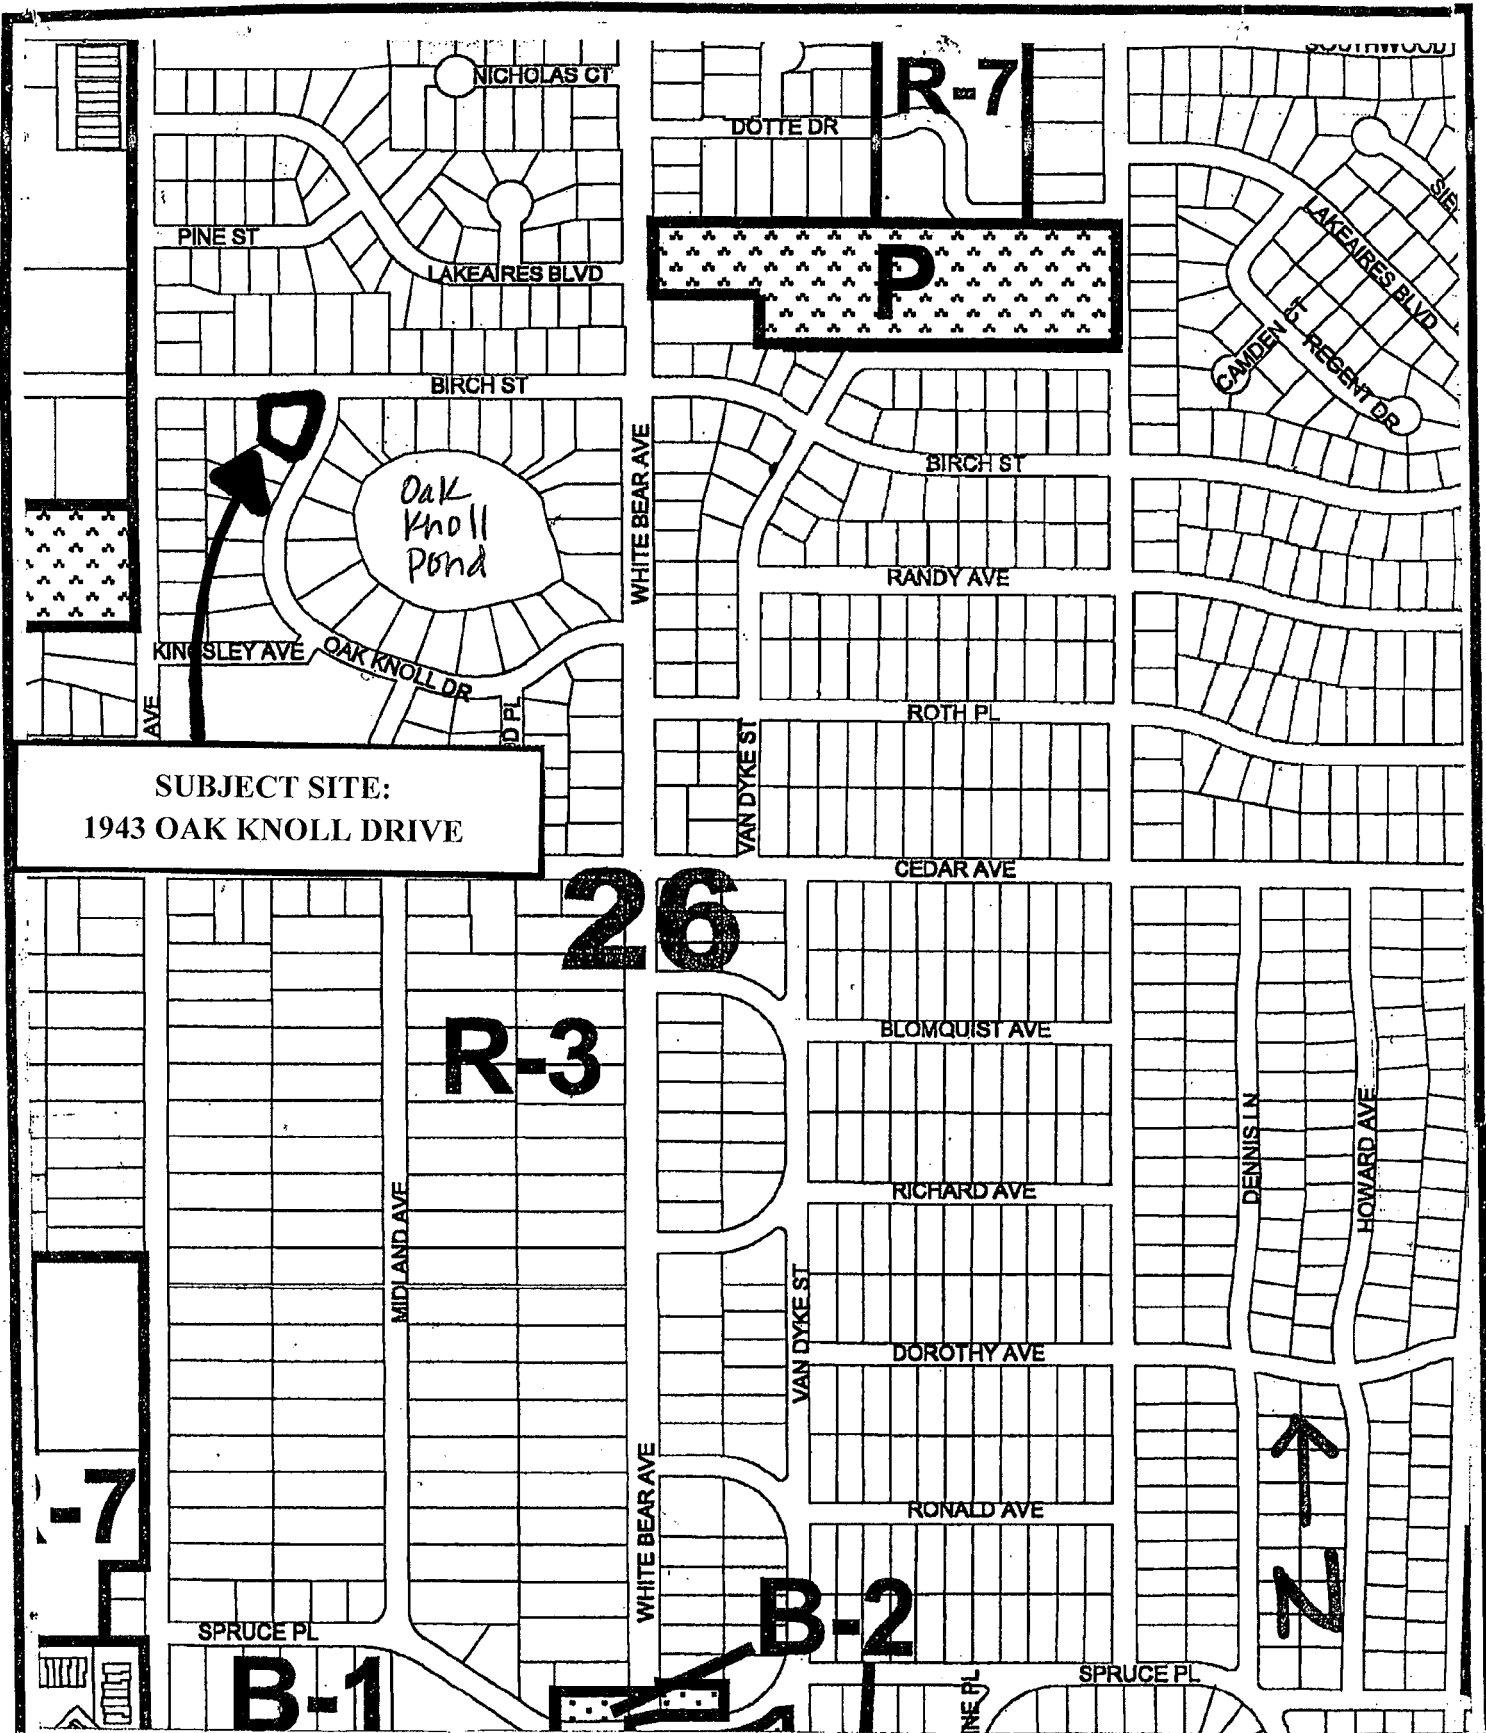 SOUTHWOOD
NICHOLAS CT
R-7
DOTTE DR
PINE ST
LAKEAIRES BLVD
P
LAKEAIRES BLVD
CAMDEN CT
REGENT DR
BIRCH ST
BIRCH ST
Oak
Knoll
Pond
WHITE BEAR AVE
RANDY AVE
KINGSLEY AVE
OAK KNOLL DR
AVE
PL
ROTH PL
VAN DYKE ST
SUBJECT SITE:
1943 OAK KNOLL DRIVE
CEDAR AVE
26
R-3
BLOMQUIST AVE
RICHARD AVE
DENNIS LN
HOWARD AVE
MIDLAND AVE
VAN DYKE ST
DOROTHY AVE
-7
WHITE BEAR AVE
RONALD AVE
N
B-2
SPRUCE PL
B-1
SPRUCE PL
PL